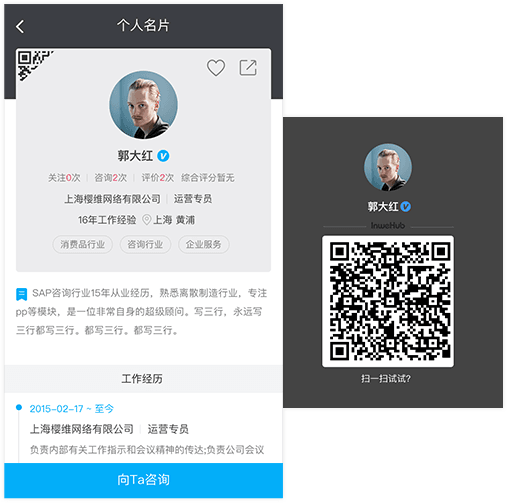 个人名片
郭大红
关注0次 咨询2次 评价2次 综合评分暂无
上海樱维网络有限公司 运营专员
16年工作经验 上海 黄浦
消费品行业 咨询行业 企业服务
SAP咨询行业15年从业经历，熟悉离散制造行业，专注
pp等模块，是一位非常自身的超级顾问。写三行，永远写
三行都写三行。都写三行。都写三行。
工作经历
2015-02-17 ~ 至今
上海樱维网络有限公司 运营专员
负责内部有关工作指示和会议精神的传达;负责公司会议
向Ta咨询
郭大红
InweHub
扫一扫试试?